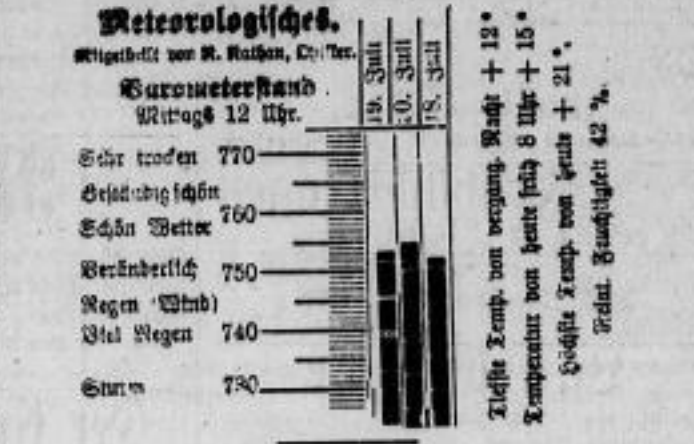 Meteorologisches.
Mitgetheilt von R. Nathan, Optiker.
Barometerstand
Mittags 12 Uhr.
19. Juli
20. Juli
18. Juli
Sehr trocken 770
Beständig schön
760
Schön Wetter
Veränderlich 750
Regen (Wind)
Viel Regen 740
Sturm 730
Tiefste Temp. von vergang. Nacht + 12°
Temperatur von heute früh 8 Uhr + 15°
Höchste Temp. von heute + 21°.
Relat. Feuchtigkeit 42 %.